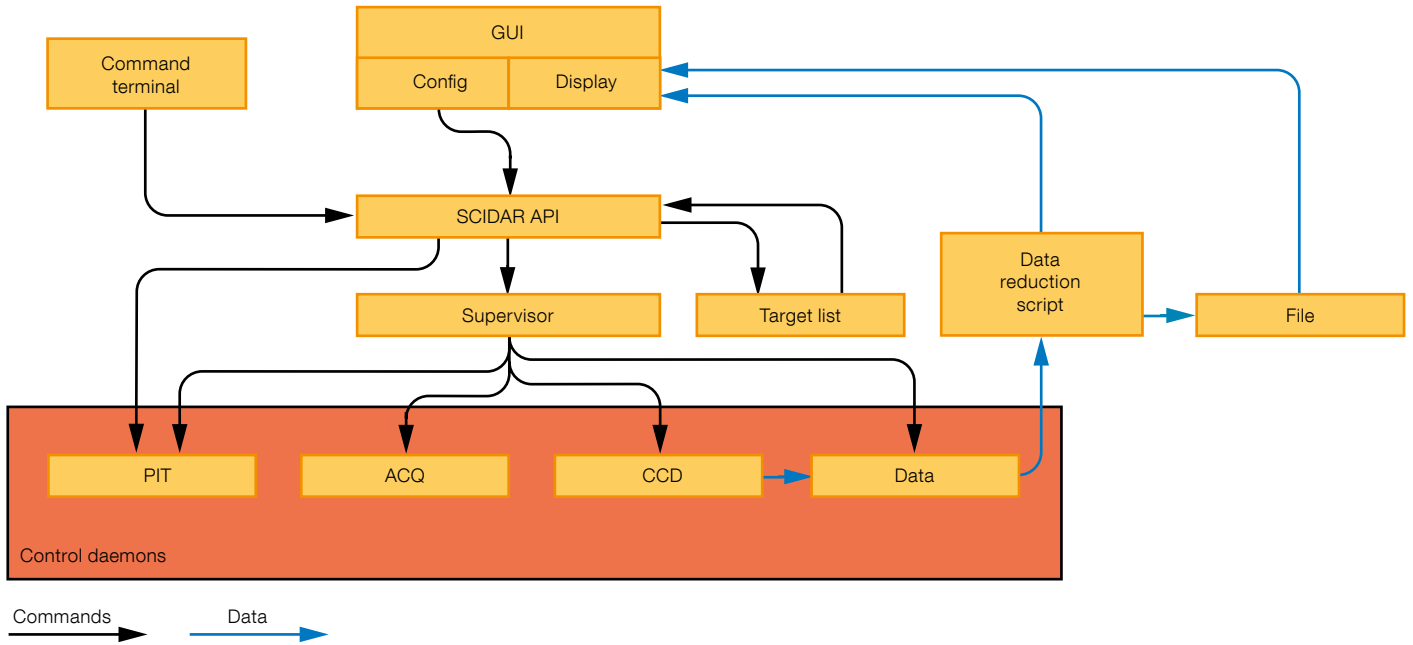 GUI
Command
terminal
Config
Display
SCIDAR API
Data
reduction
script
Supervisor
Target list
File
PIT
ACQ
CCD
Data
Control daemons
Commands
Data